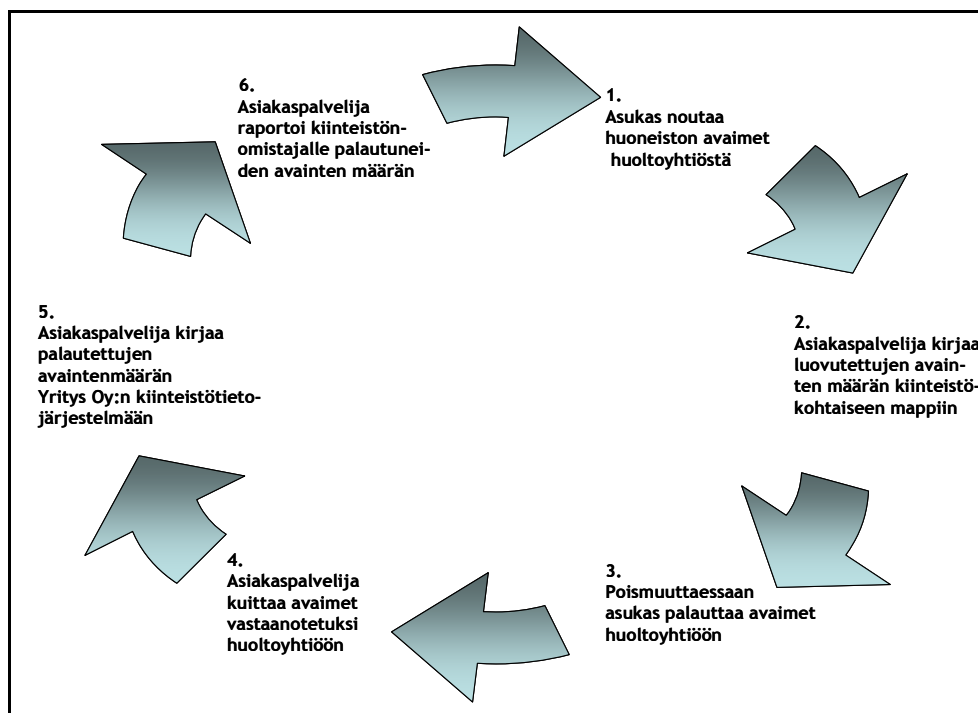 1.
Asukas noutaa
huoneiston avaimet
huoltoyhtiöstä
2.
Asiakaspalvelija kirjaa
luovutettujen avain-
ten määrän kiinteistö-
kohtaiseen mappiin
3.
Poismuuttaessaan
asukas palauttaa avaimet
huoltoyhtiöön
4.
Asiakaspalvelija
kuittaa avaimet
vastaanotetuksi
huoltoyhtiöön
5.
Asiakaspalvelija kirjaa
palautettujen
avaintenmäärän
Yritys Oy:n kiinteistötieto-
järjestelmään
6.
Asiakaspalvelija
raportoi kiinteistön-
omistajalle palautunei-
den avainten määrän